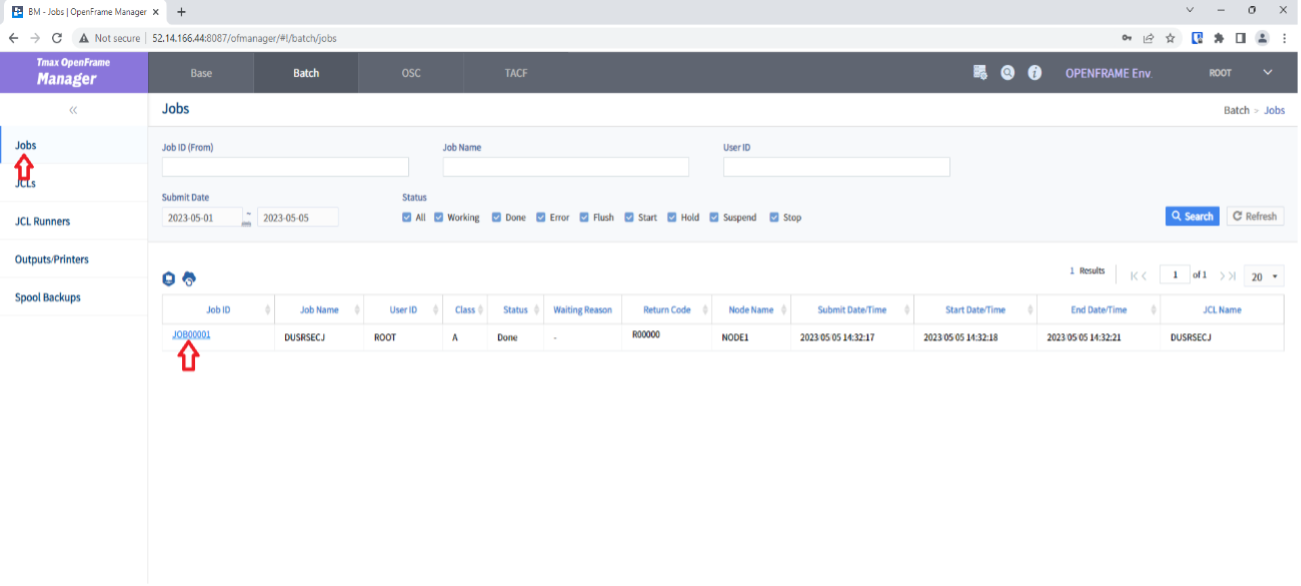 BM - Jobs | OpenFrame Manager
Not secure | 52.14.166.44:8087/ofmanager/#!/batch/jobs
Tmax OpenFrame
Manager
Base Batch OSC TACF OPENFRAME Env. ROOT
Jobs Batch > Jobs
Jobs
JCLs
JCL Runners
Outputs/Printers
Spool Backups
Job ID (From) Job Name User ID
Submit Date Status
2023-05-01 ~ 2023-05-05 All Working Done Error Flush Start Hold Suspend Stop Search Refresh
1 Results 1 of 1 20
Job ID Job Name User ID Class Status Waiting Reason Return Code Node Name Submit Date/Time Start Date/Time End Date/Time JCL Name
JOB00001 DUSRSECJ ROOT A Done - R00000 NODE1 2023/05/05 14:32:17 2023/05/05 14:32:18 2023/05/05 14:32:21 DUSRSECJ